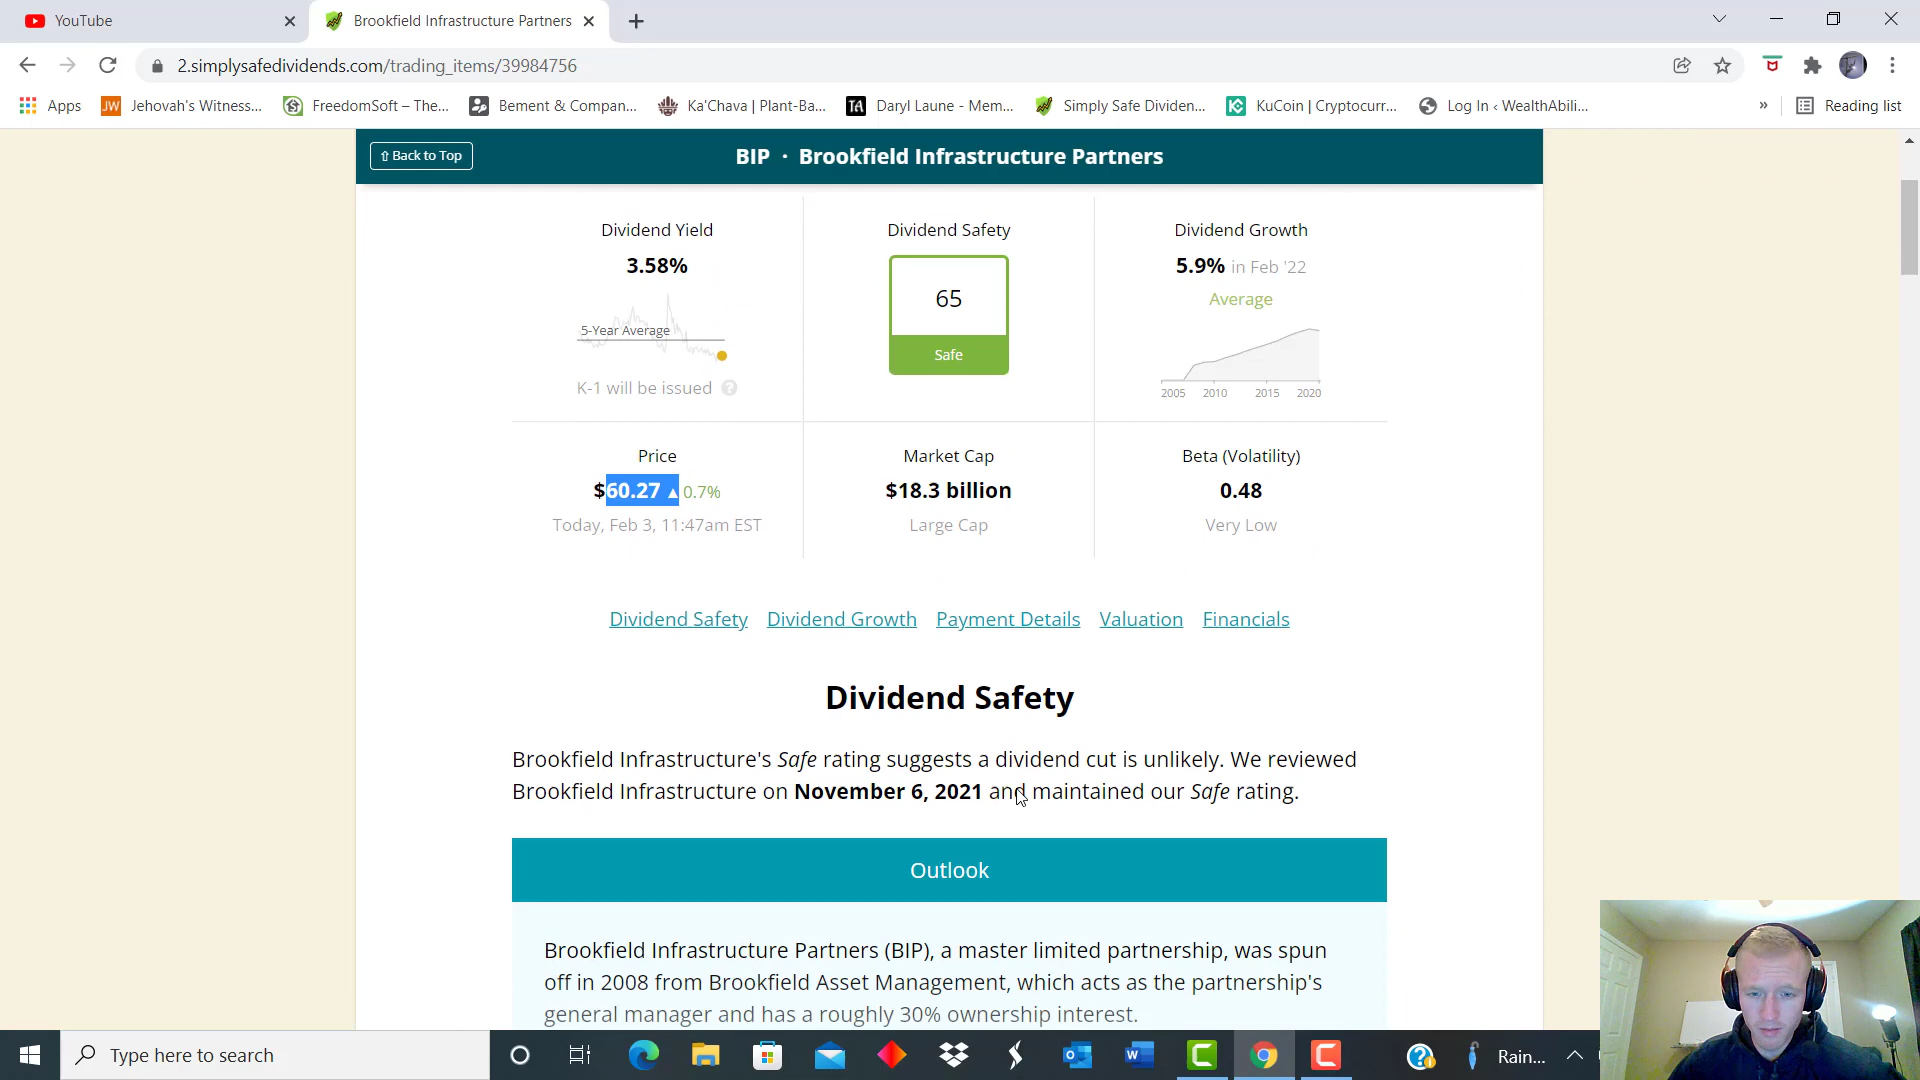 YouTube
Brookfield Infrastructure Partners
2.simplysafedividends.com/trading_items/39984756
Apps
Jehovah's Witness...
FreedomSoft – The...
Bement & Compan...
Ka'Chava | Plant-Ba...
Daryl Laune - Mem...
Simply Safe Dividen...
KuCoin | Cryptocurr...
Log In ‹ WealthAbili...
»
Reading list
⇧ Back to Top
BIP · Brookfield Infrastructure Partners
Dividend Yield
3.58%
5-Year Average
K-1 will be issued ?
Dividend Safety
65
Safe
Dividend Growth
5.9% in Feb '22
Average
2005 2010 2015 2020
Price
$60.27 ▲ 0.7%
Today, Feb 3, 11:47am EST
Market Cap
$18.3 billion
Large Cap
Beta (Volatility)
0.48
Very Low
Dividend Safety Dividend Growth Payment Details Valuation Financials
Dividend Safety
Brookfield Infrastructure's Safe rating suggests a dividend cut is unlikely. We reviewed
Brookfield Infrastructure on November 6, 2021 and maintained our Safe rating.
Outlook
Brookfield Infrastructure Partners (BIP), a master limited partnership, was spun
off in 2008 from Brookfield Asset Management, which acts as the partnership's
general manager and has a roughly 30% ownership interest.
Type here to search
Rain...